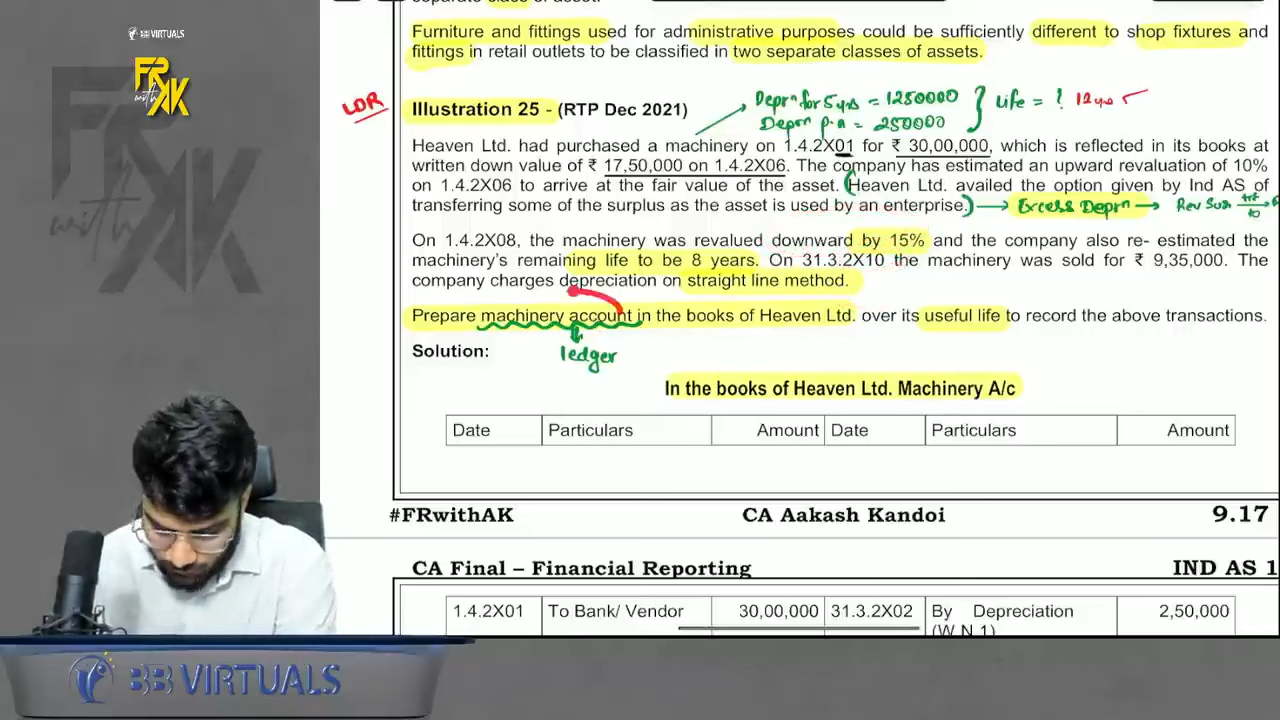 BB VIRTUALS
FR
with AK
separate class of asset.
Furniture and fittings used for administrative purposes could be sufficiently different to shop fixtures and
fittings in retail outlets to be classified in two separate classes of assets.
LDR
Illustration 25 - (RTP Dec 2021)
Deprn for 5 yrs = 1250000
Deprn p.a = 250000
Life = ? 12 yrs
Heaven Ltd. had purchased a machinery on 1.4.2X01 for ₹ 30,00,000, which is reflected in its books at
written down value of ₹ 17,50,000 on 1.4.2X06. The company has estimated an upward revaluation of 10%
on 1.4.2X06 to arrive at the fair value of the asset. (Heaven Ltd. availed the option given by Ind AS of
transferring some of the surplus as the asset is used by an enterprise.) → Excess Deprn → Rev Sur trf to
On 1.4.2X08, the machinery was revalued downward by 15% and the company also re- estimated the
machinery's remaining life to be 8 years. On 31.3.2X10 the machinery was sold for ₹ 9,35,000. The
company charges depreciation on straight line method.
Prepare machinery account in the books of Heaven Ltd. over its useful life to record the above transactions.
ledger
Solution:
In the books of Heaven Ltd. Machinery A/c
Date Particulars Amount Date Particulars Amount
#FRwithAK CA Aakash Kandoi 9.17
CA Final – Financial Reporting IND AS 1
1.4.2X01 To Bank/ Vendor 30,00,000 31.3.2X02 By Depreciation 2,50,000
(W.N.1)
BB VIRTUALS